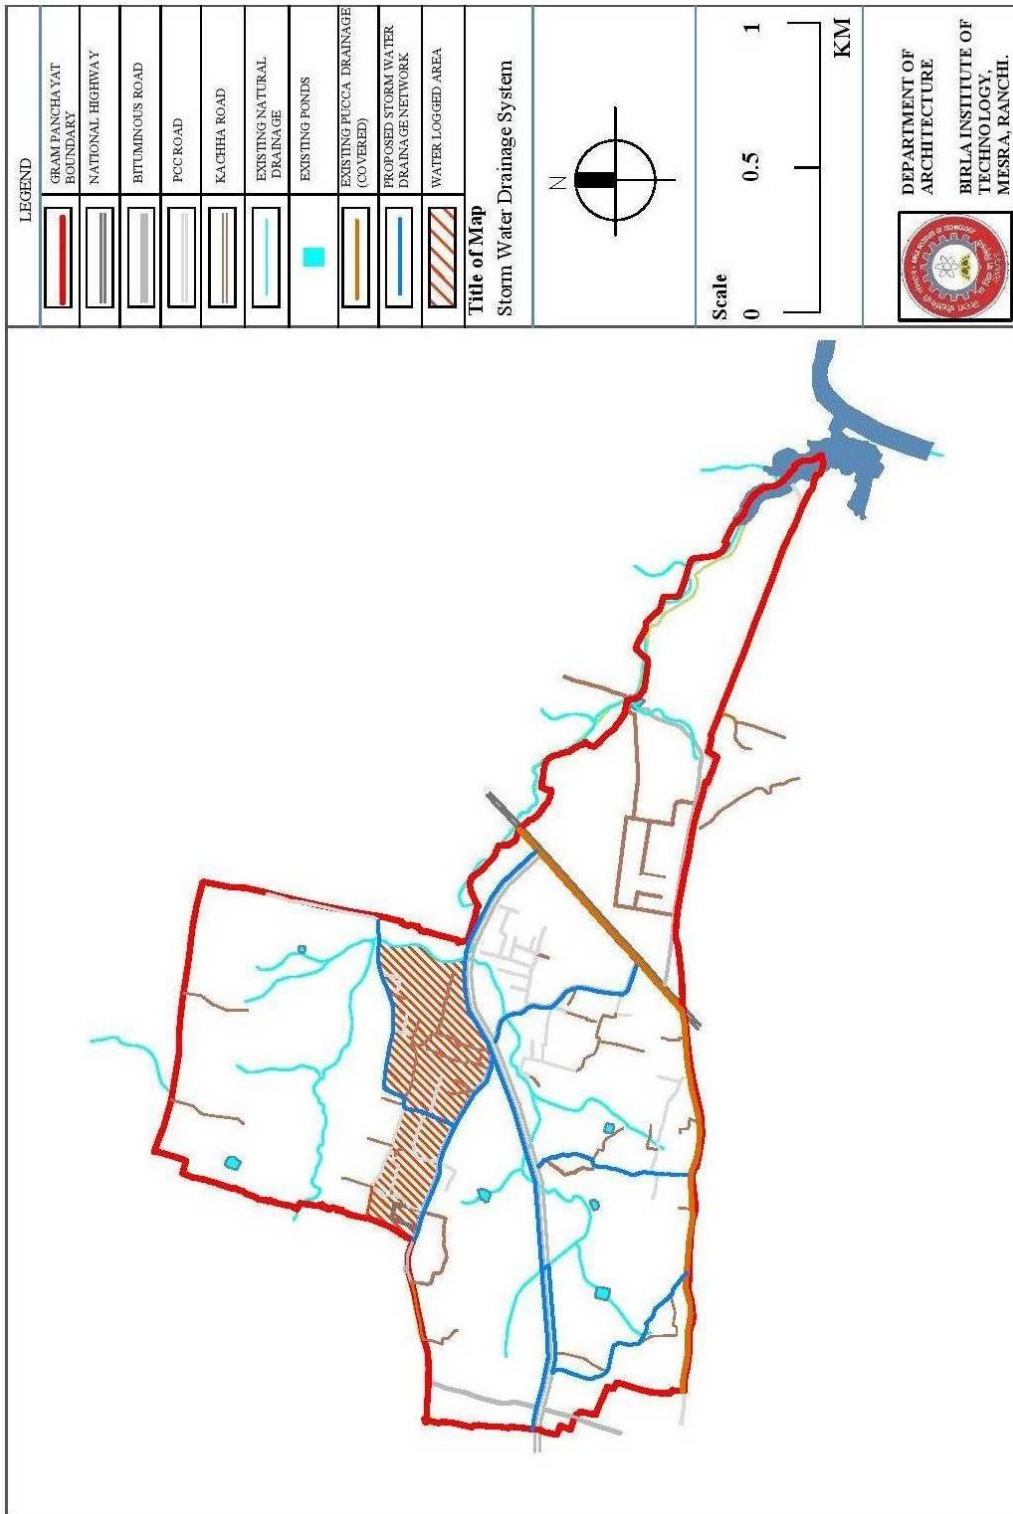 LEGEND
GRAM PANCHAYAT
BOUNDARY
NATIONAL HIGHWAY
BITUMINOUS ROAD
PCC ROAD
KACHHA ROAD
EXISTING NATURAL
DRAINAGE
EXISTING PONDS
EXISTING PUCCA DRAINAGE
(COVERED)
PROPOSED STORM WATER
DRAINAGE NETWORK
WATER LOGGED AREA
Title of Map
Storm Water Drainage System
N
Scale
0 0.5 1
KM
DEPARTMENT OF
ARCHITECTURE
BIRLA INSTITUTE OF
TECHNOLOGY,
MESRA, RANCHI.